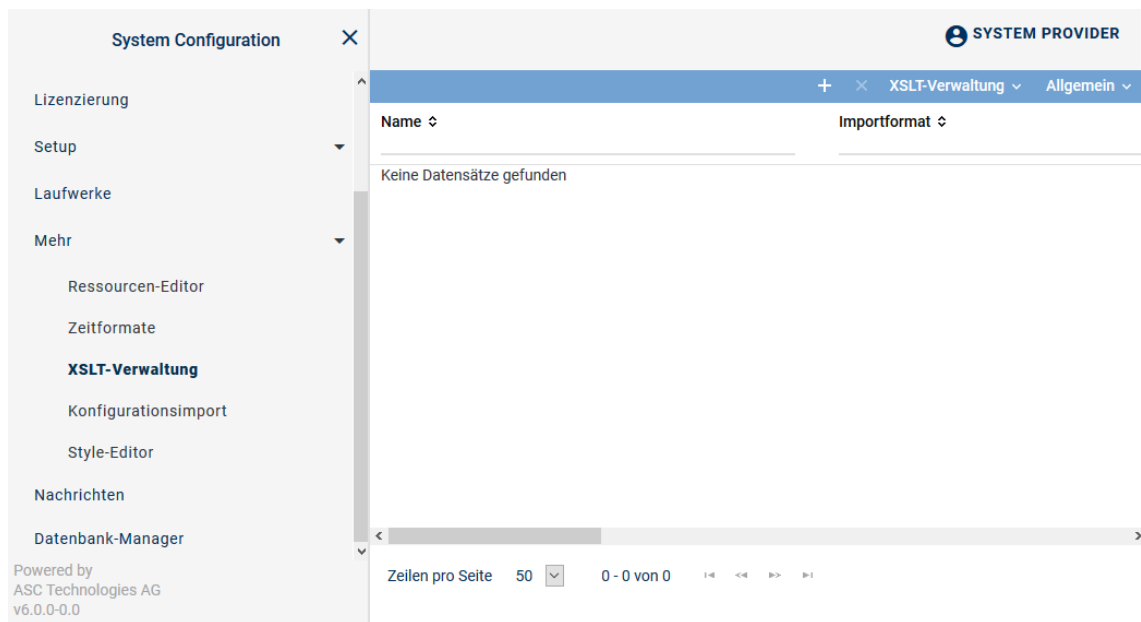 System Configuration
SYSTEM PROVIDER
Lizenzierung
Setup
Laufwerke
Mehr
Ressourcen-Editor
Zeitformate
XSLT-Verwaltung
Konfigurationsimport
Style-Editor
Nachrichten
Datenbank-Manager
Powered by
ASC Technologies AG
v6.0.0-0.0
XSLT-Verwaltung Allgemein
Name Importformat
Keine Datensätze gefunden
Zeilen pro Seite 50 0 - 0 von 0